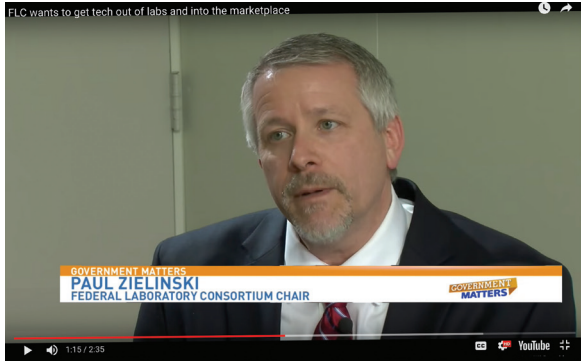 FLC wants to get tech out of labs and into the marketplace
GOVERNMENT MATTERS
PAUL ZIELINSKI
FEDERAL LABORATORY CONSORTIUM CHAIR
GOVERNMENT
MATTERS
1:15 / 2:35
CC
HD
YouTube